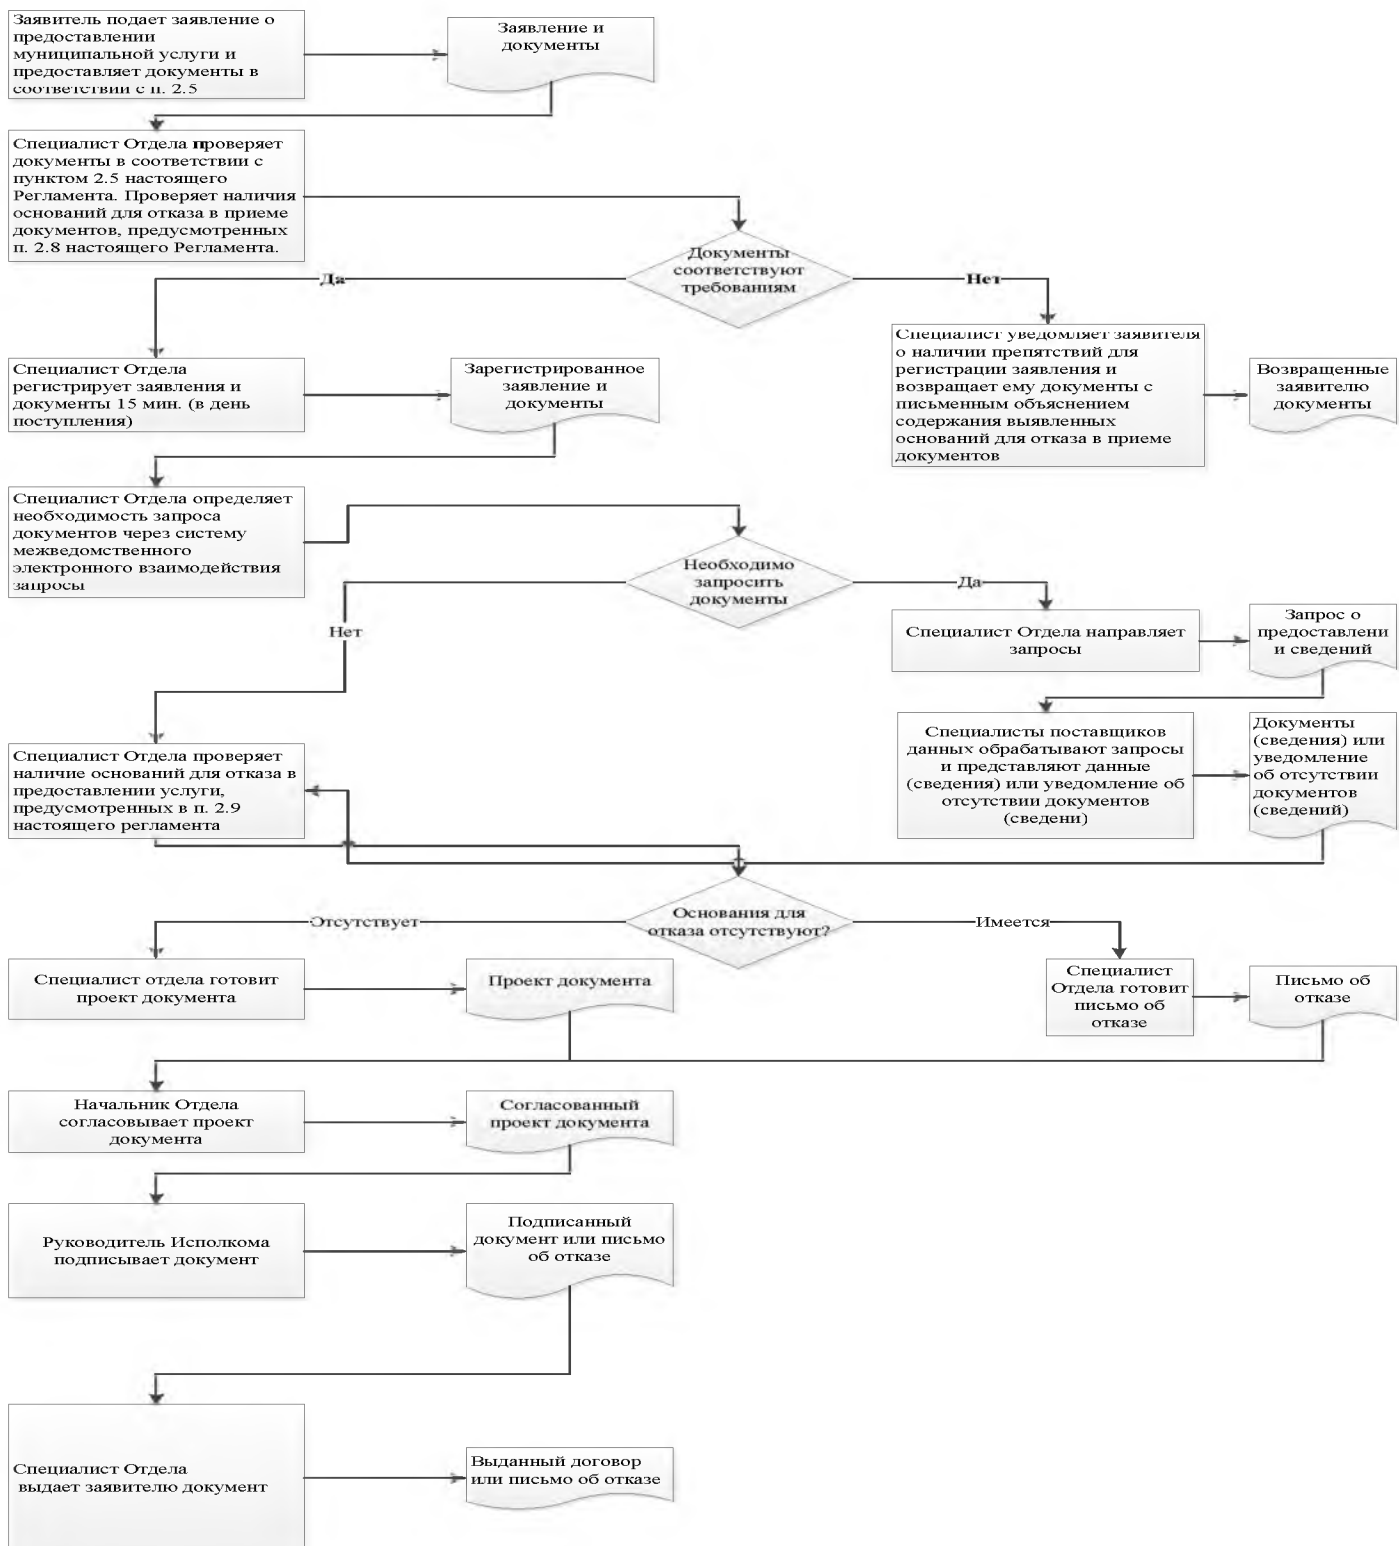 Заявитель подает заявление о
предоставлении
муниципальной услуги и
предоставляет документы в
соответствии с п. 2.5
Заявление и
документы
Специалист Отдела проверяет
документы в соответствии с
пунктом 2.5 настоящего
Регламента. Проверяет наличия
оснований для отказа в приеме
документов, предусмотренных
п. 2.8 настоящего Регламента.
Документы
соответствуют
требованиям
Да
Нет
Специалист Отдела
регистрирует заявления и
документы 15 мин. (в день
поступления)
Зарегистрированное
заявление и
документы
Специалист уведомляет заявителя
о наличии препятствий для
регистрации заявления и
возвращает ему документы с
письменным объяснением
содержания выявленных
оснований для отказа в приеме
документов
Возвращенные
заявителю
документы
Специалист Отдела определяет
необходимость запроса
документов через систему
межведомственного
электронного взаимодействия
запросы
Необходимо
запросить
документы
Да
Нет
Специалист Отдела направляет
запросы
Запрос о
предоставлени
и сведений
Специалисты поставщиков
данных обрабатывают запросы
и представляют данные
(сведения) или уведомление об
отсутствии документов
(сведени)
Документы
(сведения) или
уведомление
об отсутствии
документов
(сведений)
Специалист Отдела проверяет
наличие оснований для отказа в
предоставлении услуги,
предусмотренных в п. 2.9
настоящего регламента
Основания для
отказа отсутствуют?
Отсутствует
Имеется
Специалист отдела готовит
проект документа
Проект документа
Специалист
Отдела готовит
письмо об
отказе
Письмо об
отказе
Начальник Отдела
согласовывает проект
документа
Согласованный
проект документа
Руководитель Исполкома
подписывает документ
Подписанный
документ или письмо
об отказе
Специалист Отдела
выдает заявителю документ
Выданный договор
или письмо об отказе